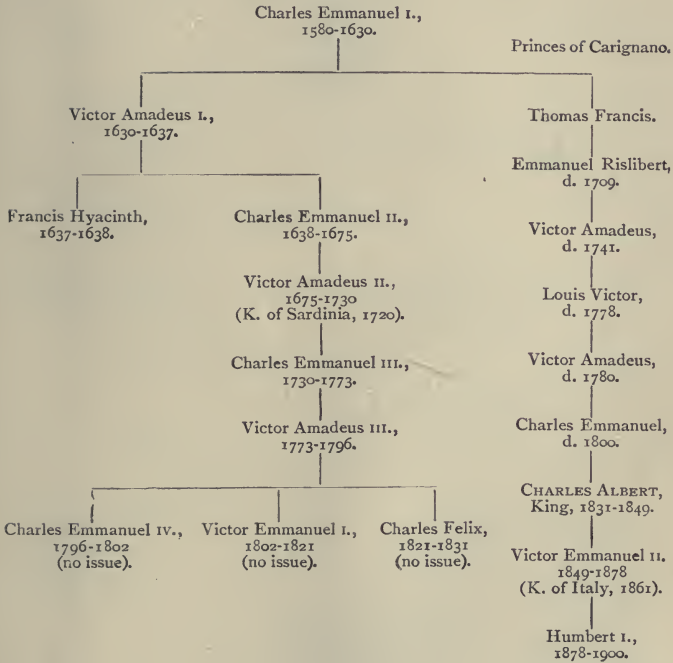 Charles Emmanuel I.,
1580-1630.
Princes of Carignano.
Victor Amadeus I.,
1630-1637.
Thomas Francis.
Emmanuel Rislibert,
d. 1709.
Francis Hyacinth,
1637-1638.
Charles Emmanuel II.,
1638-1675.
Victor Amadeus,
d. 1741.
Victor Amadeus II.,
1675-1730
(K. of Sardinia, 1720).
Louis Victor,
d. 1778.
Charles Emmanuel III.,
1730-1773.
Victor Amadeus,
d. 1780.
Victor Amadeus III.,
1773-1796.
Charles Emmanuel,
d. 1800.
CHARLES ALBERT,
King, 1831-1849.
Charles Emmanuel IV.,
1796-1802
(no issue).
Victor Emmanuel I.,
1802-1821
(no issue).
Charles Felix,
1821-1831
(no issue).
Victor Emmanuel II.
1849-1878
(K. of Italy, 1861).
Humbert I.,
1878-1900.